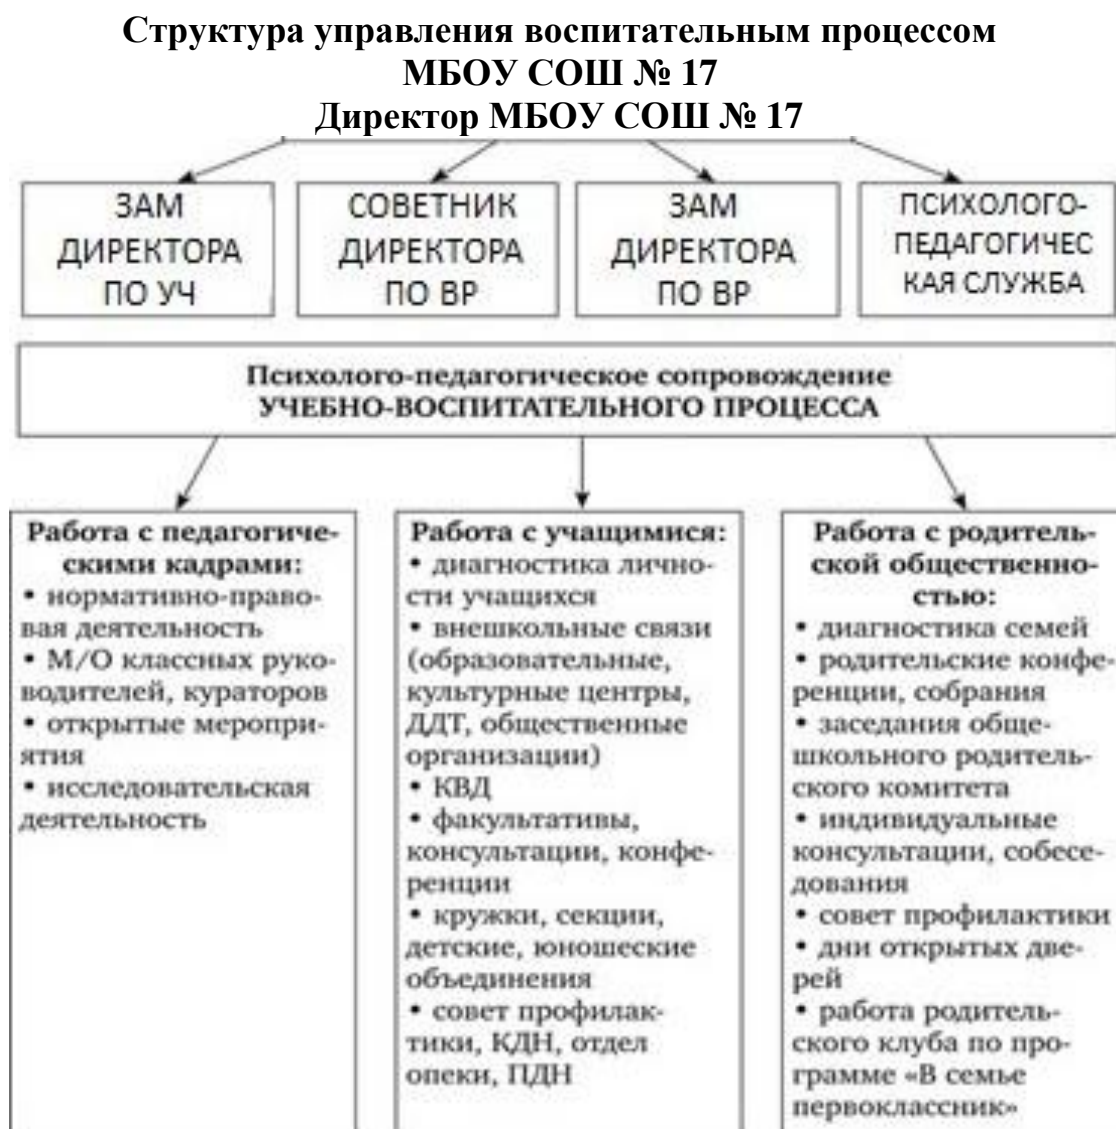 Структура управления воспитательным процессом
МБОУ СОШ № 17
Директор МБОУ СОШ № 17
ЗАМ
ДИРЕКТОРА
ПО УЧ
СОВЕТНИК
ДИРЕКТОРА
ПО ВР
ЗАМ
ДИРЕКТОРА
ПО ВР
ПСИХОЛОГО-
ПЕДАГОГИЧЕС
КАЯ СЛУЖБА
Психолого-педагогическое сопровождение
УЧЕБНО-ВОСПИТАТЕЛЬНОГО ПРОЦЕССА
Работа с педагогиче-
скими кадрами:
• нормативно-право-
вая деятельность
• М/О классных руко-
водителей, кураторов
• открытые меропри-
ятия
• исследовательская
деятельность
Работа с учащимися:
• диагностика лично-
сти учащихся
• внешкольные связи
(образовательные,
культурные центры,
ДДТ, общественные
организации)
• КВД
• факультативы,
консультации, конфе-
ренции
• кружки, секции,
детские, юношеские
объединения
• совет профилак-
тики, КДН, отдел
опеки, ПДН
Работа с родитель-
ской общественно-
стью:
• диагностика семей
• родительские конфе-
ренции, собрания
• заседания обще-
школьного родитель-
ского комитета
• индивидуальные
консультации, собесе-
дования
• совет профилактики
• дни открытых две-
рей
• работа родитель-
ского клуба по про-
грамме «В семье
первоклассник»